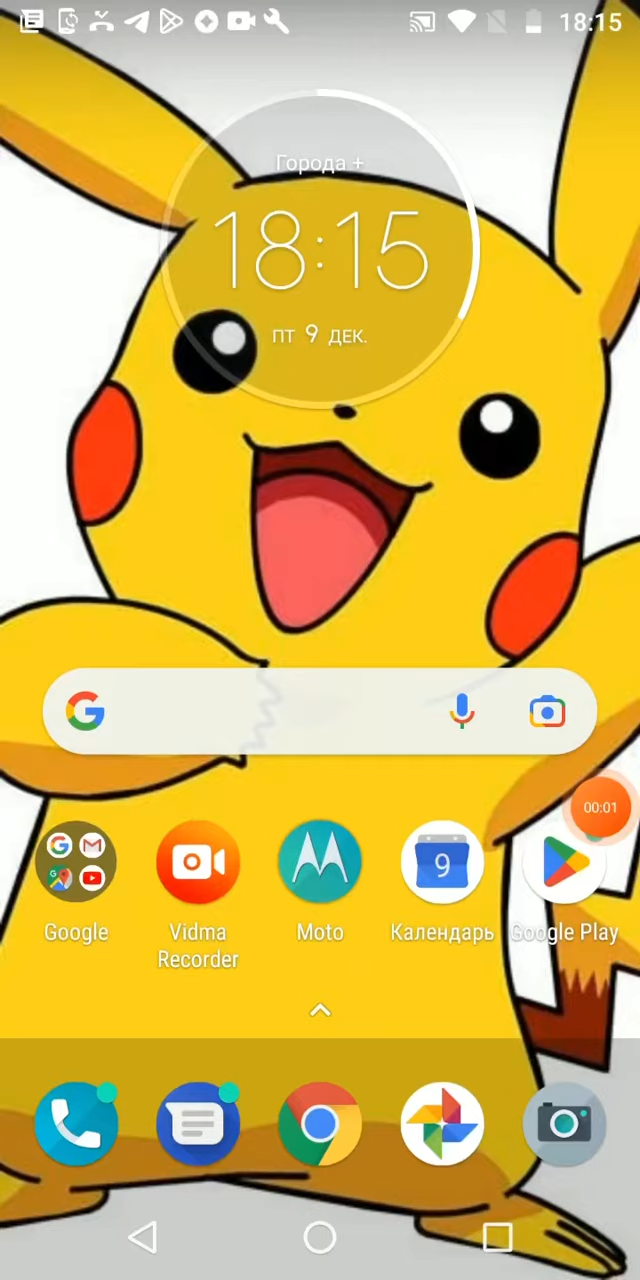 18:15
Города +
18:15
ПТ 9 ДЕК.
00:01
9
Google
Vidma Recorder
Moto
Календарь
Google Play